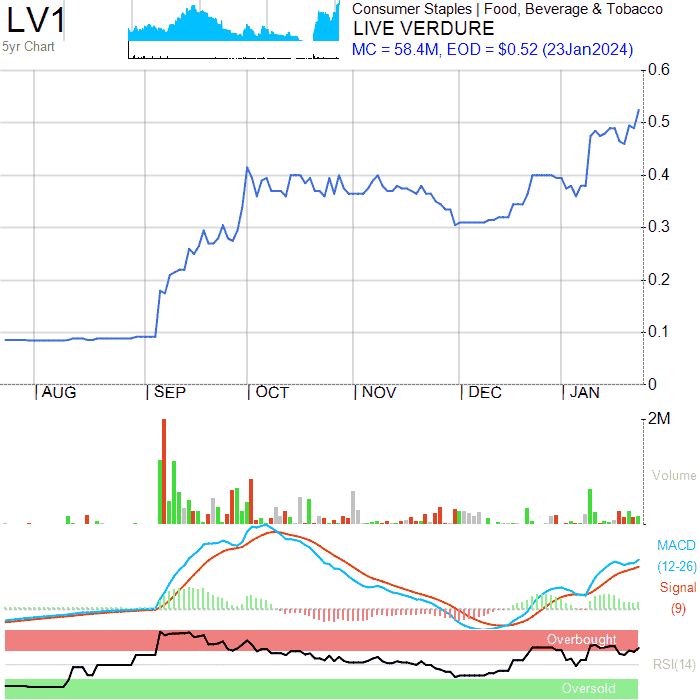 LV1
5yr Chart
Consumer Staples | Food, Beverage & Tobacco
LIVE VERDURE
MC = 58.4M, EOD = $0.52 (23Jan2024)
0.6
0.5
0.4
0.3
0.2
0.1
0
AUG SEP OCT NOV DEC JAN
2M
Volume
MACD
(12-26)
Signal
(9)
Overbought
RSI(14)
Oversold